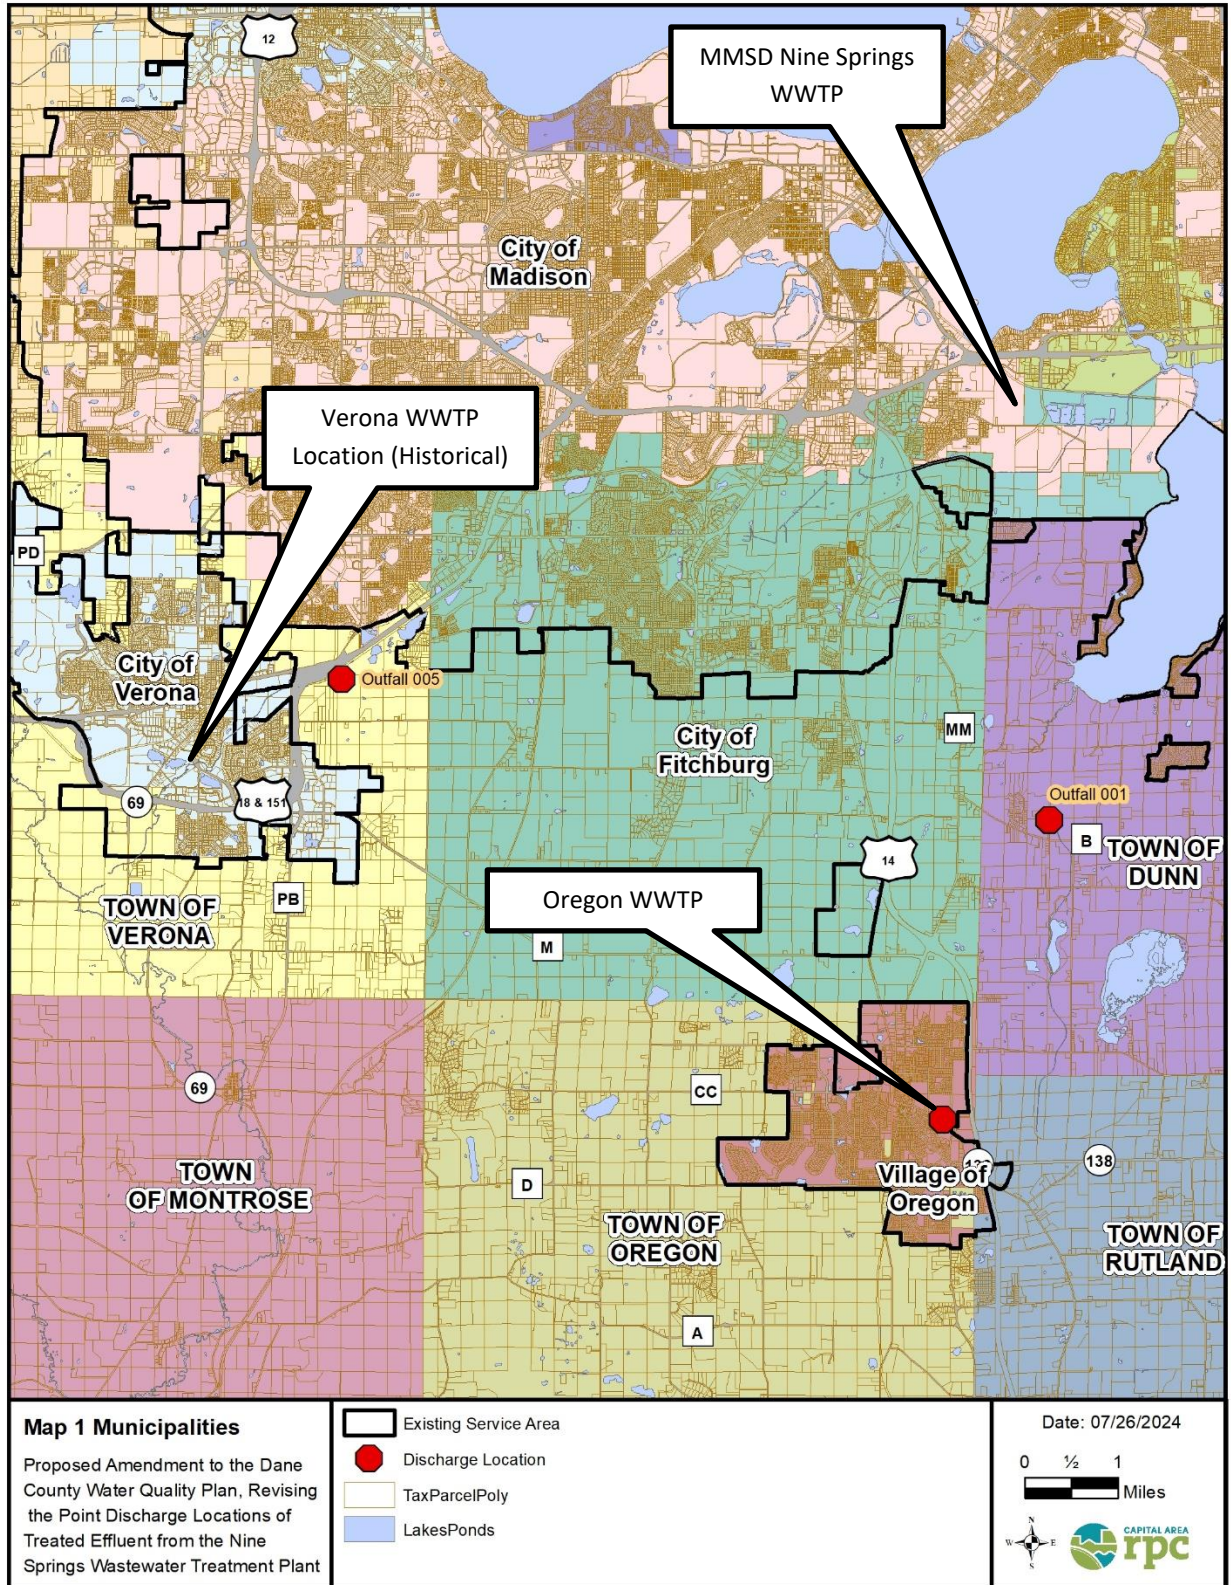 12
MMSD Nine Springs
WWTP
City of
Madison
Verona WWTP
Location (Historical)
PD
City of
Verona
Outfall 005
City of
Fitchburg
MM
69
18 & 151
Outfall 001
B
TOWN OF
DUNN
14
Oregon WWTP
PB
TOWN OF
VERONA
M
69
CC
TOWN
OF MONTROSE
D
138
Village of
Oregon
TOWN OF
OREGON
TOWN OF
RUTLAND
A
Map 1 Municipalities
Proposed Amendment to the Dane
County Water Quality Plan, Revising
the Point Discharge Locations of
Treated Effluent from the Nine
Springs Wastewater Treatment Plant
Existing Service Area
Discharge Location
TaxParcelPoly
LakesPonds
Date: 07/26/2024
0 ½ 1
Miles
N
W E
S
CAPITAL AREA
rpc